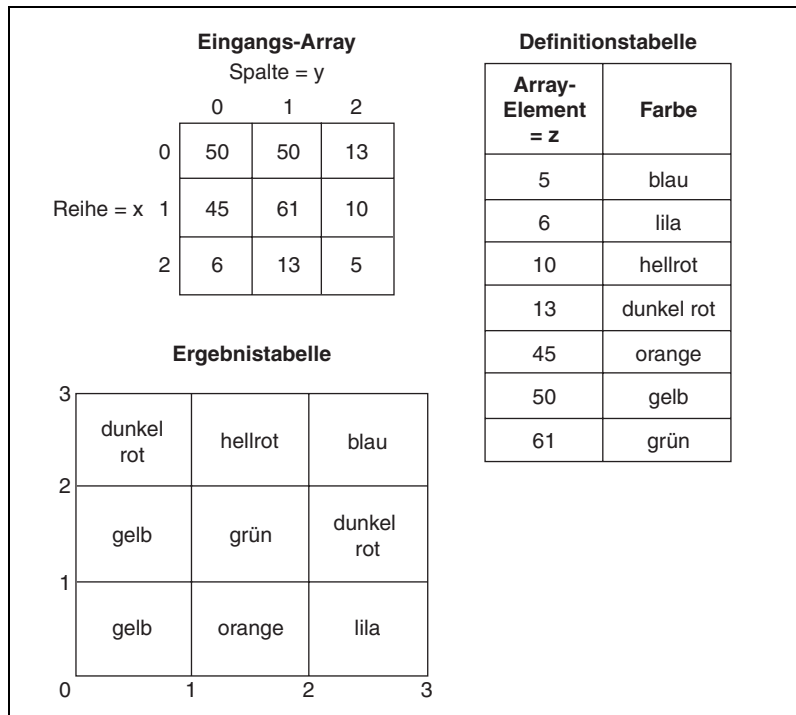 Eingangs-Array
Spalte = y
0 1 2
0 50 50 13
Reihe = x 1 45 61 10
2 6 13 5
Definitionstabelle
Array-
Element
= z
Farbe
5 blau
6 lila
10 hellrot
13 dunkel rot
45 orange
50 gelb
61 grün
Ergebnistabelle
3
dunkel
rot
hellrot
blau
2
gelb
grün
dunkel
rot
1
gelb
orange
lila
0 1 2 3